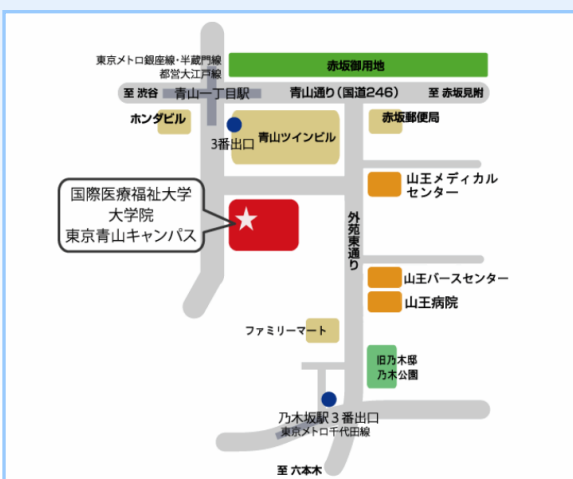 東京メトロ銀座線・半蔵門線
都営大江戸線
赤坂御用地
至 渋谷
青山一丁目駅
青山通り(国道246)
至 赤坂見附
ホンダビル
3番出口
青山ツインビル
赤坂郵便局
山王メディカル
センター
国際医療福祉大学
大学院
東京青山キャンパス
外苑東通り
山王バースセンター
山王病院
ファミリーマート
旧乃木邸
乃木公園
乃木坂駅3番出口
東京メトロ千代田線
至 六本木